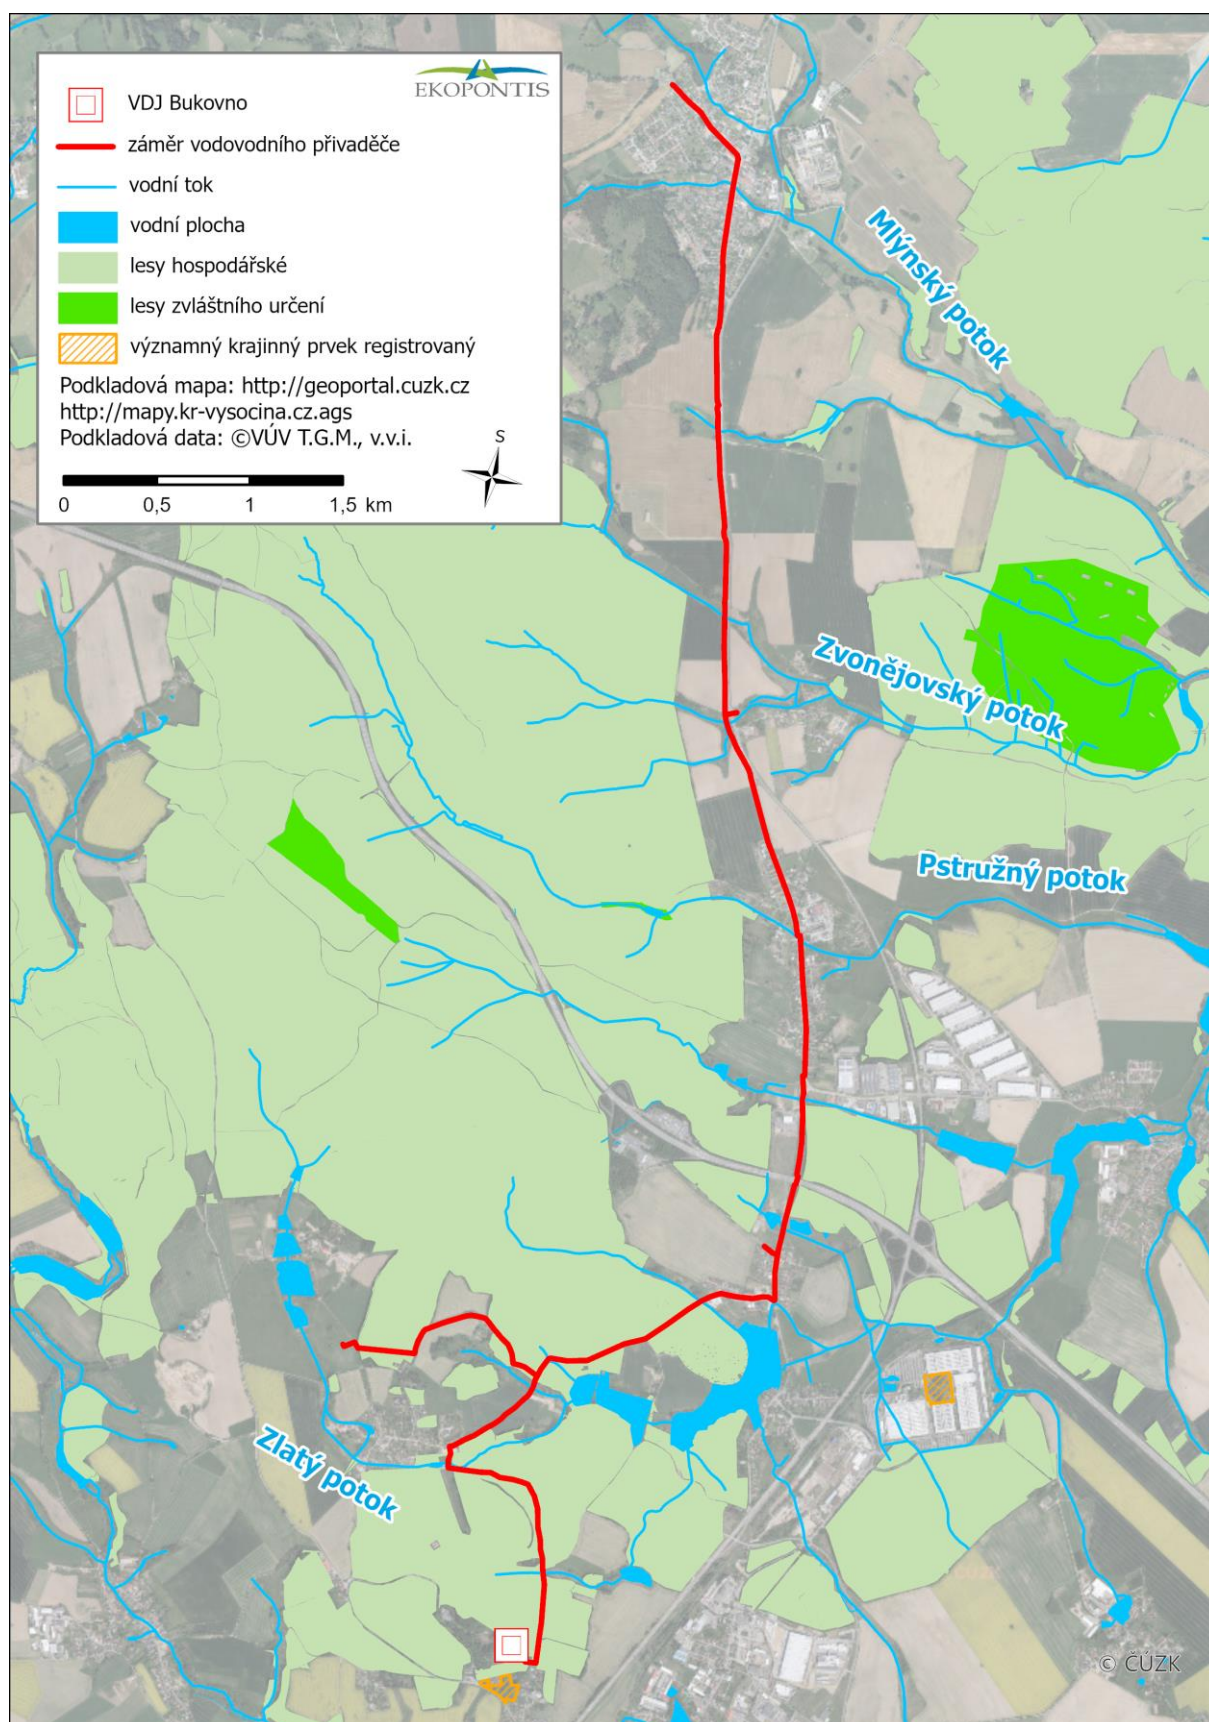 EKOPONTIS
VDJ Bukovno
záměr vodovodního přivaděče
vodní tok
vodní plocha
lesy hospodářské
lesy zvláštního určení
významný krajinný prvek registrovaný
Podkladová mapa: http://geoportal.cuzk.cz
http://mapy.kr-vysocina.cz.ags
Podkladová data: ©VÚV T.G.M., v.v.i.
S
0 0,5 1 1,5 km
Mlýnský potok
Zvonějovský potok
Pstružný potok
Zlatý potok
© ČÚZK